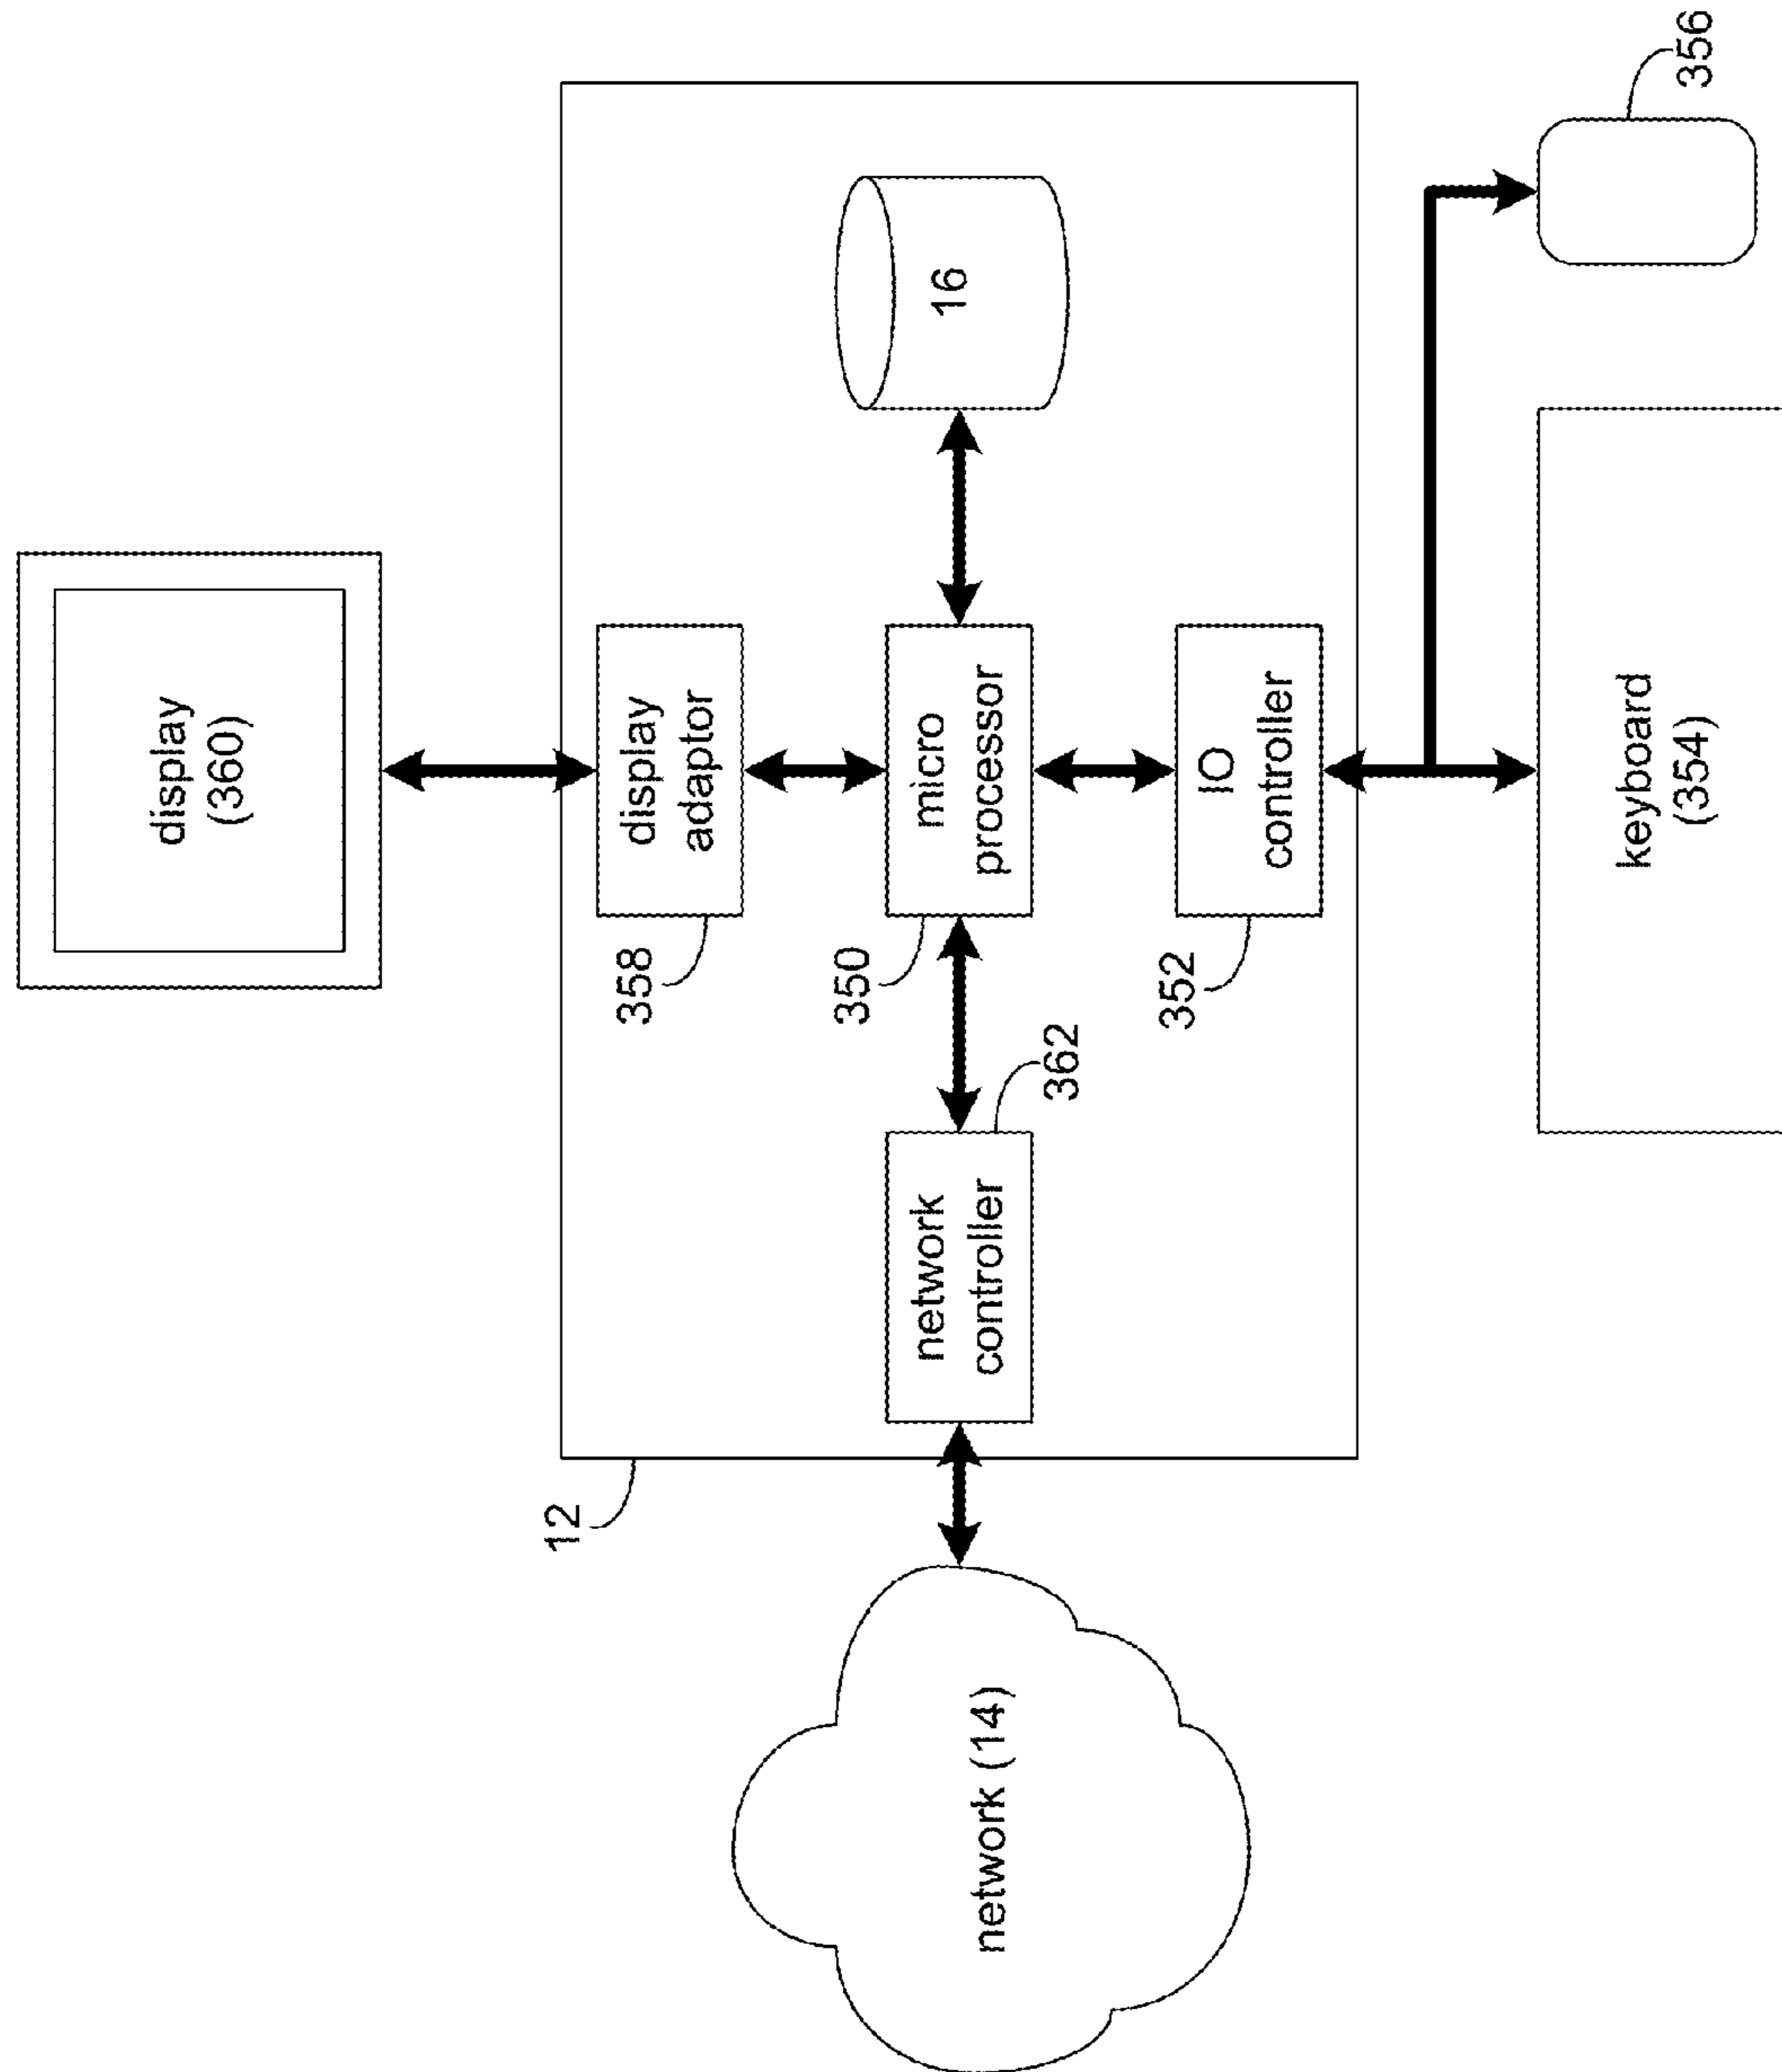 display
(360)
358
display
adaptor
12
network (14)
network
controller
362
350
micro
processor
16
352
IO
controller
keyboard
(354)
356